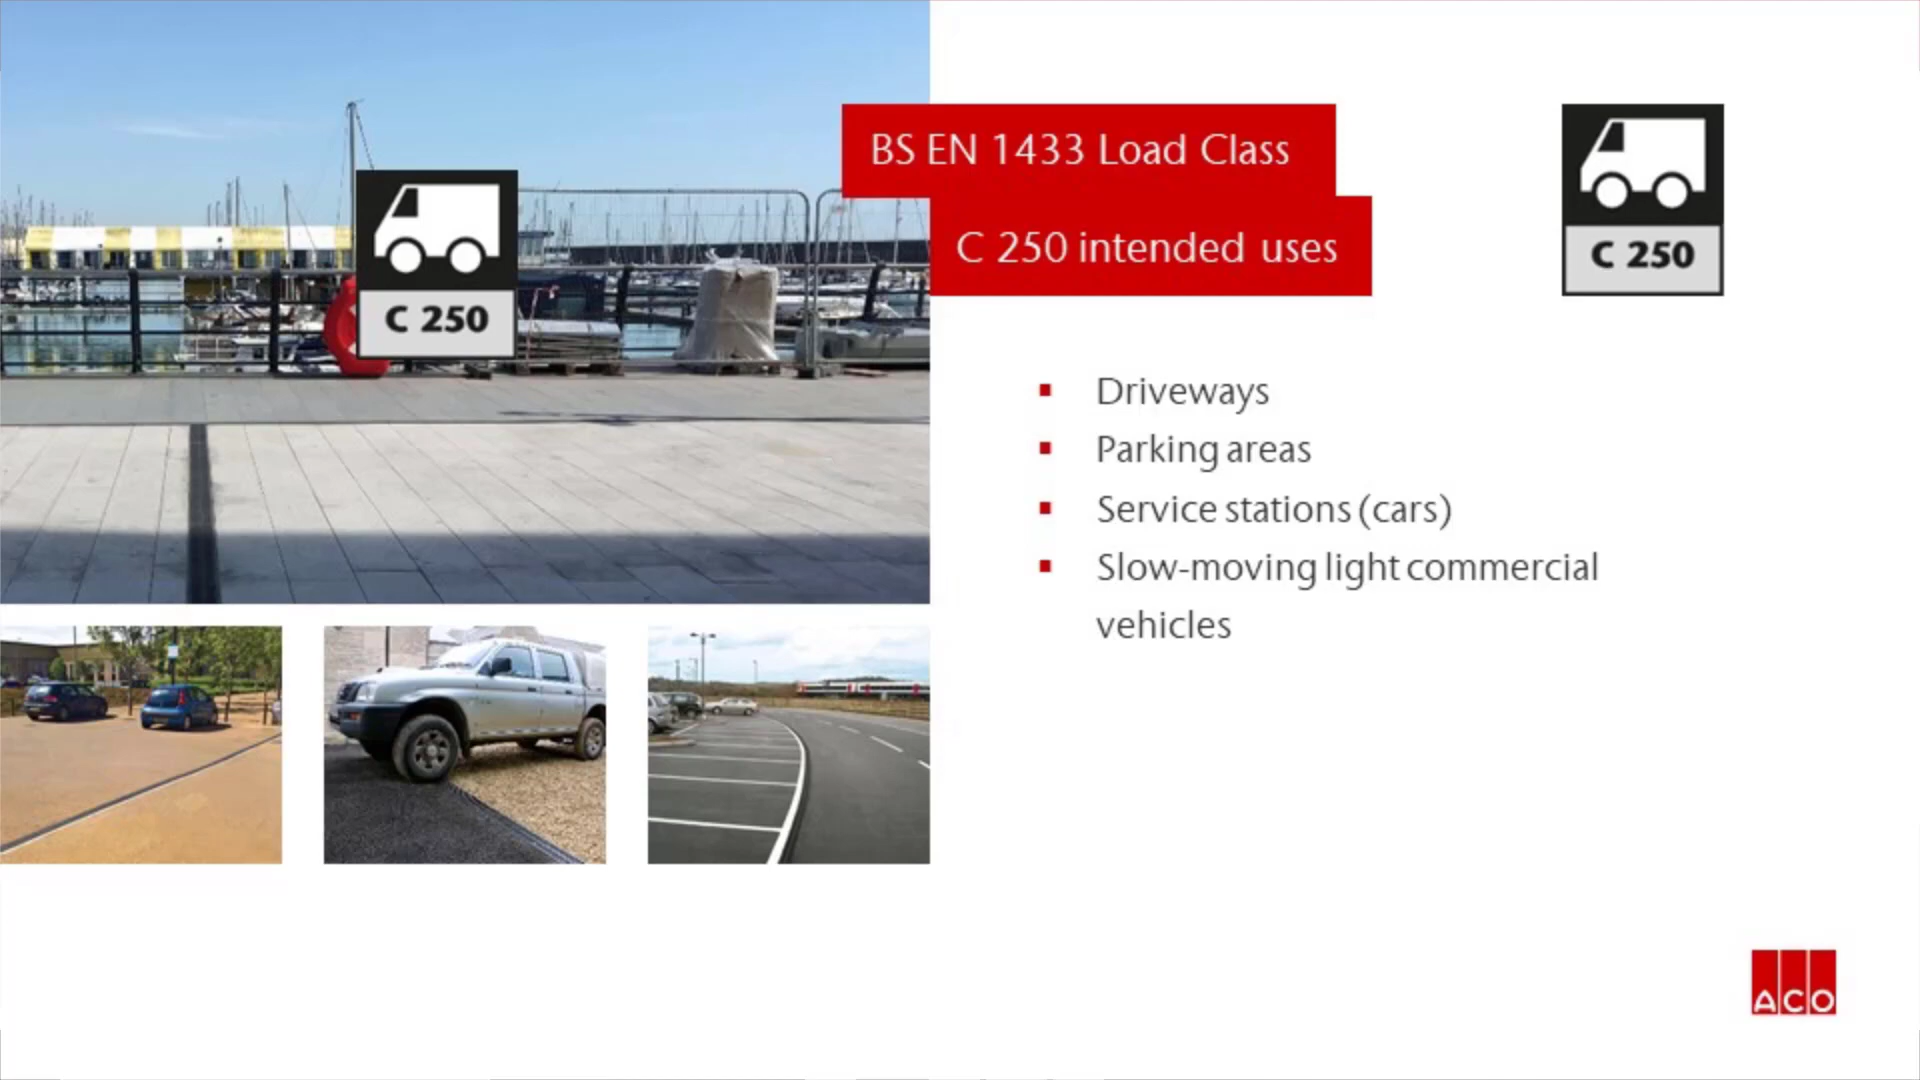 BS EN 1433 Load Class
C 250 intended uses
C 250
C 250
Driveways
Parking areas
Service stations (cars)
Slow-moving light commercial
vehicles
ACO